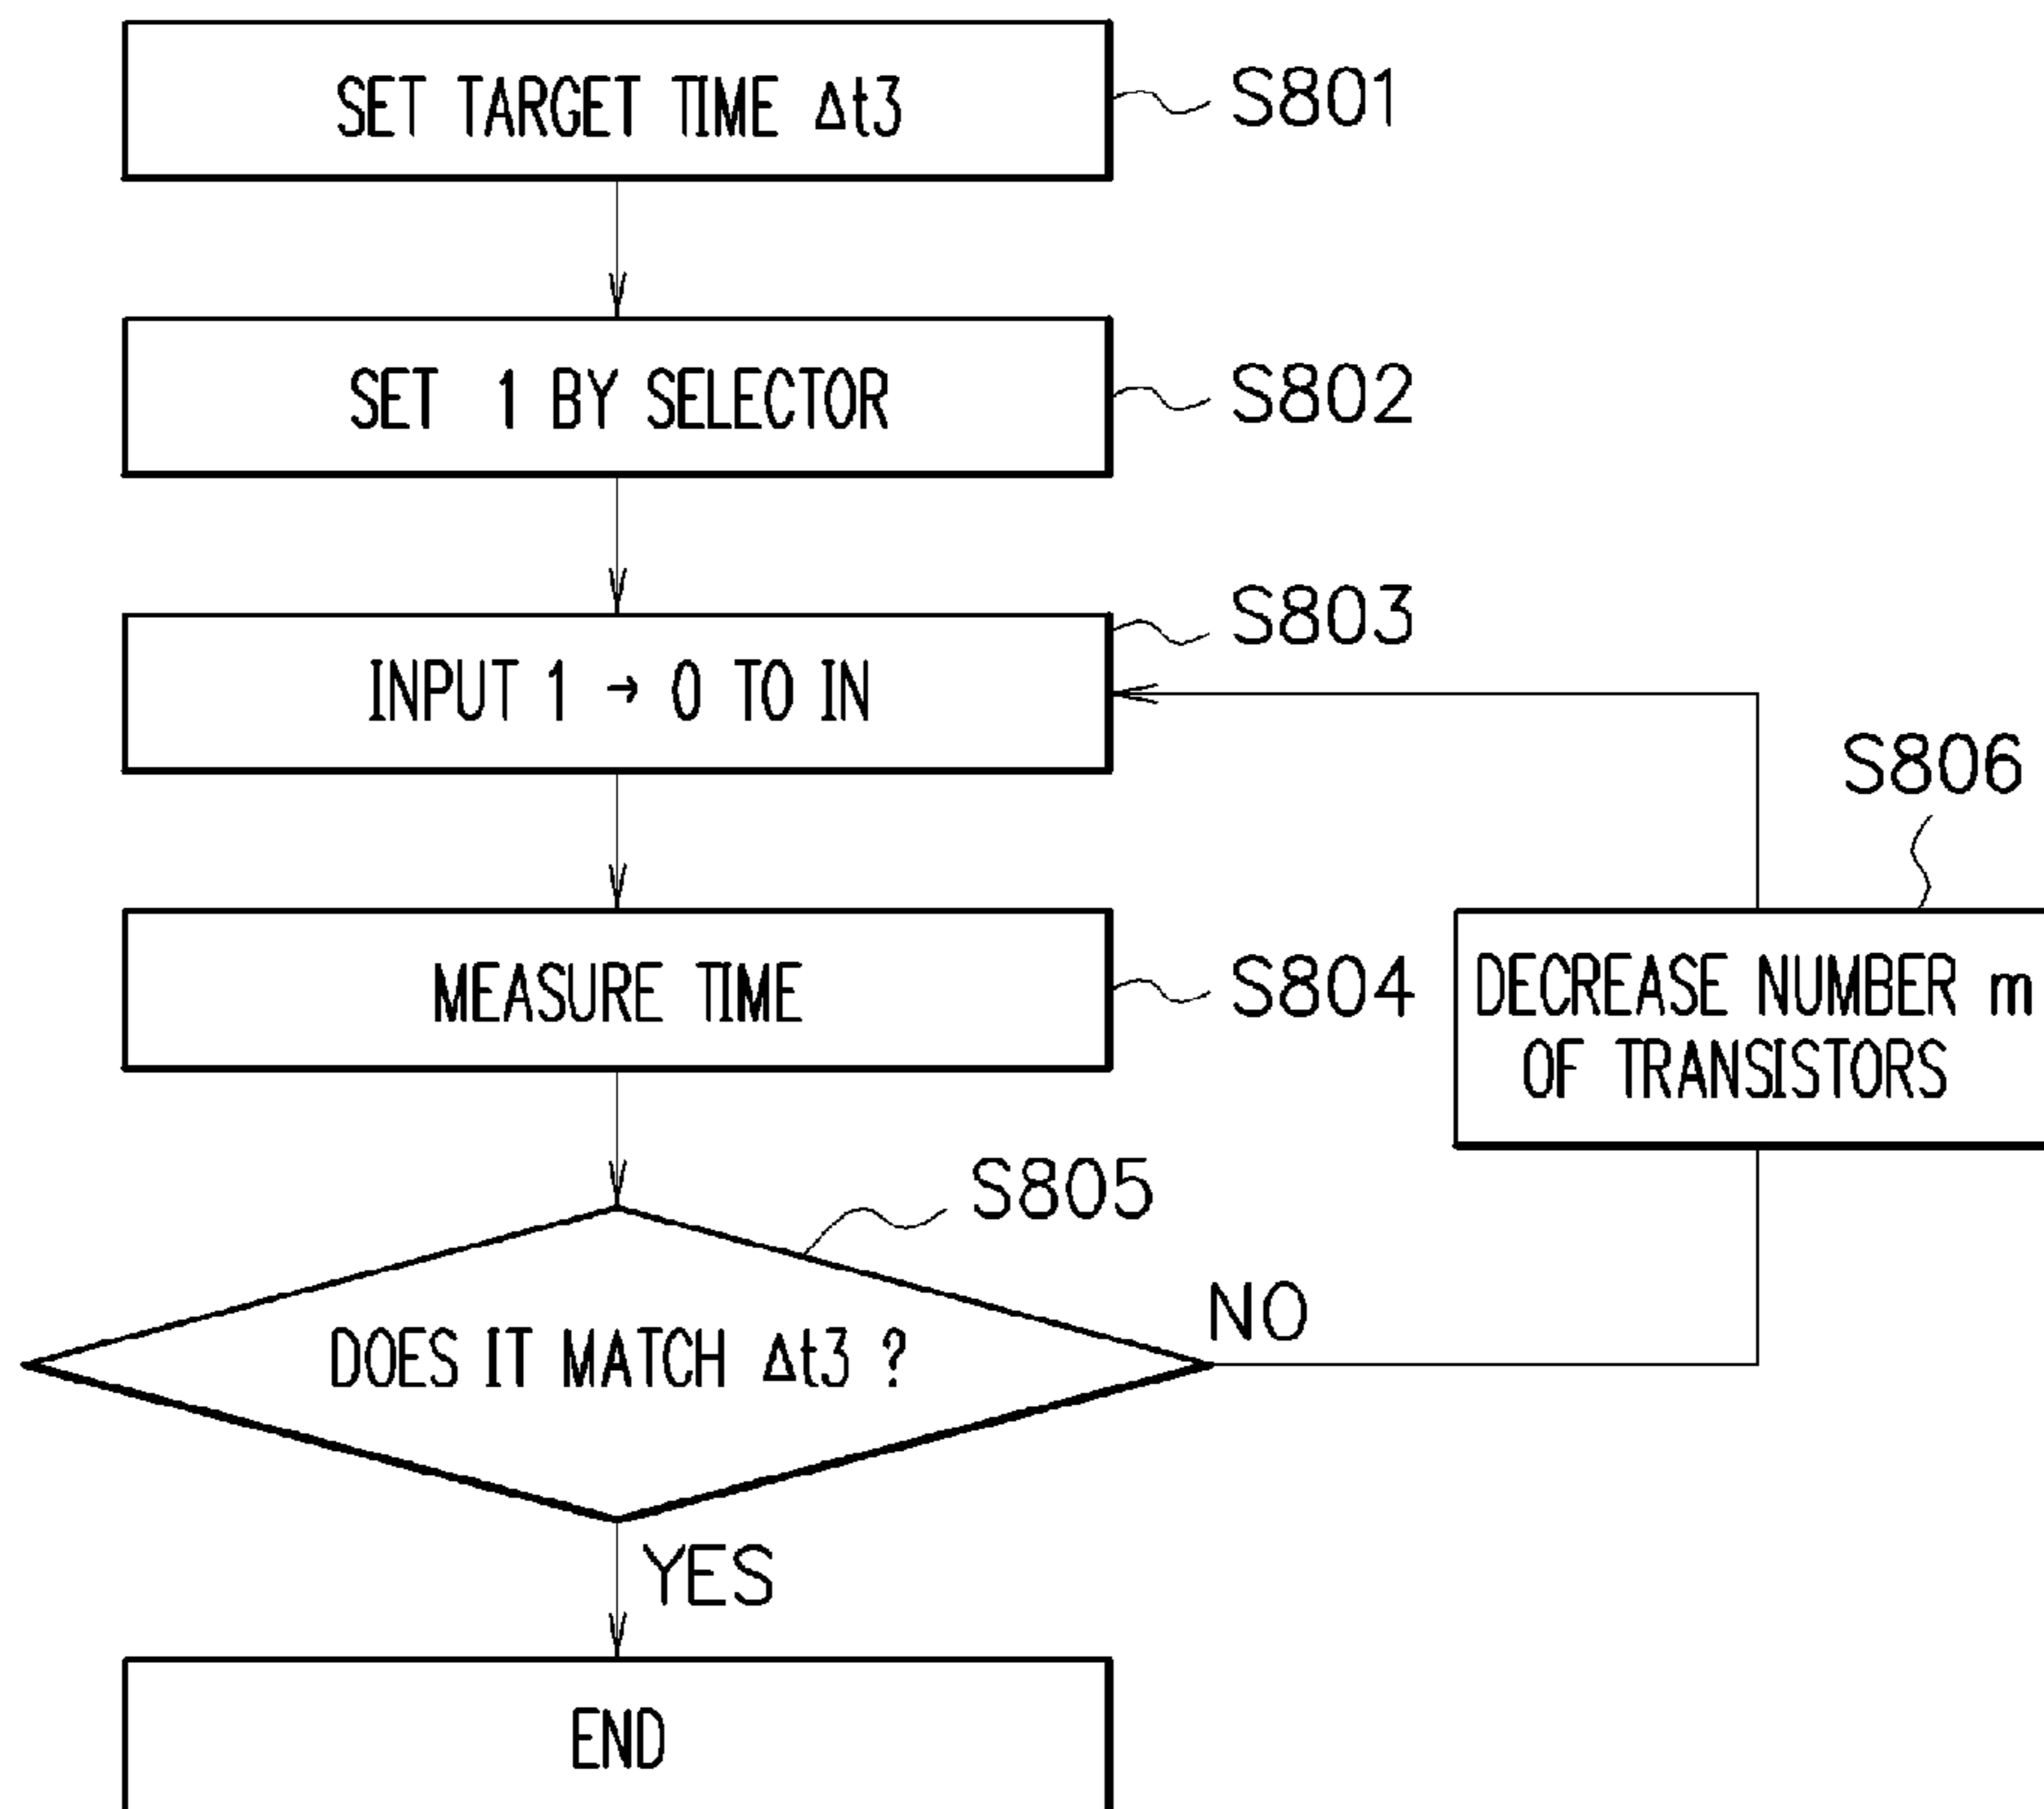 SET TARGET TIME Δt3
S801
SET 1 BY SELECTOR
S802
INPUT 1 → 0 TO IN
S803
MEASURE TIME
S804
S806
DECREASE NUMBER m
OF TRANSISTORS
S805
DOES IT MATCH Δt3 ?
NO
YES
END